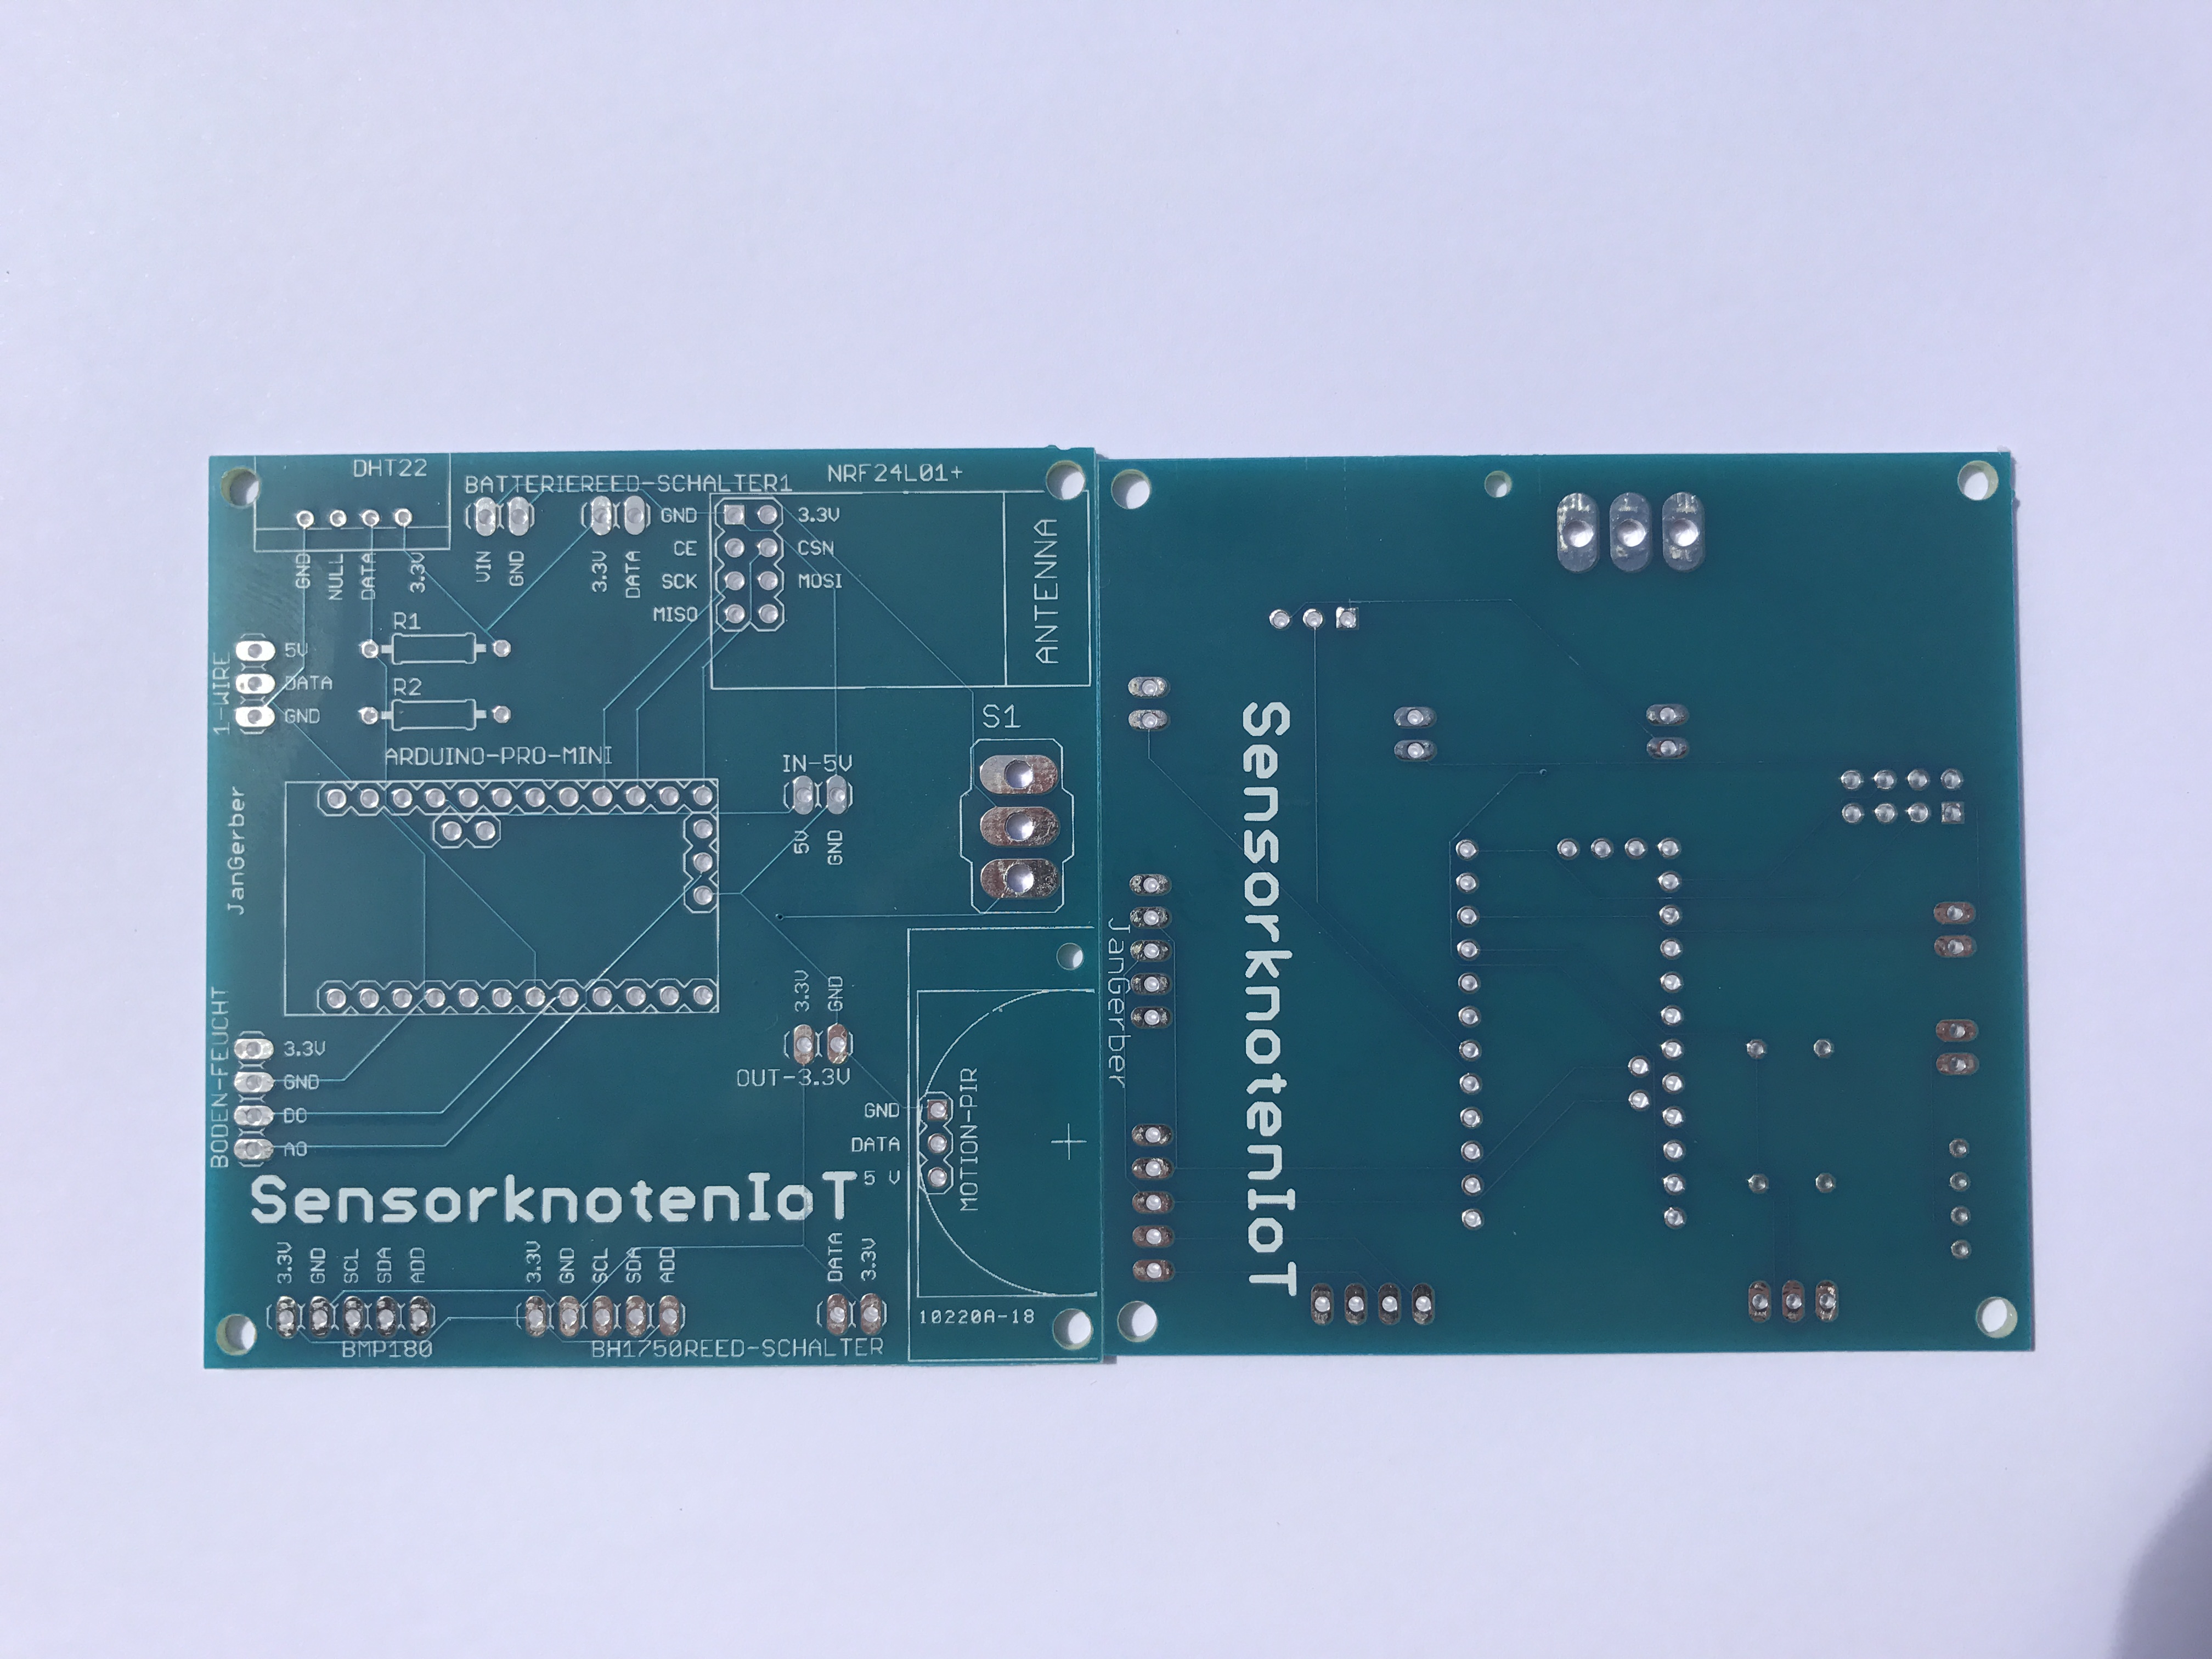 DHT22
BATTERIEREED-SCHALTER1
NRF24L01+
GND
3.3V
CE
CSN
SCK
MOSI
MISO
ANTENNA
GND
NULL
DATA
3.3V
VIN
GND
3.3V
DATA
R1
R2
1-WIRE
5V
DATA
GND
S1
ARDUINO-PRO-MINI
IN-5V
5V
GND
JanGerber
BODEN-FEUCHT
3.3V
GND
DO
AO
3.3V
GND
OUT-3.3V
GND
DATA
5 V
MOTION-PIR
SensorknotenIoT
3.3V
GND
SCL
SDA
ADD
3.3V
GND
SCL
SDA
ADD
DATA
3.3V
BMP180
BH1750REED-SCHALTER
10220A-18
SensorknotenIoT
JanGerber